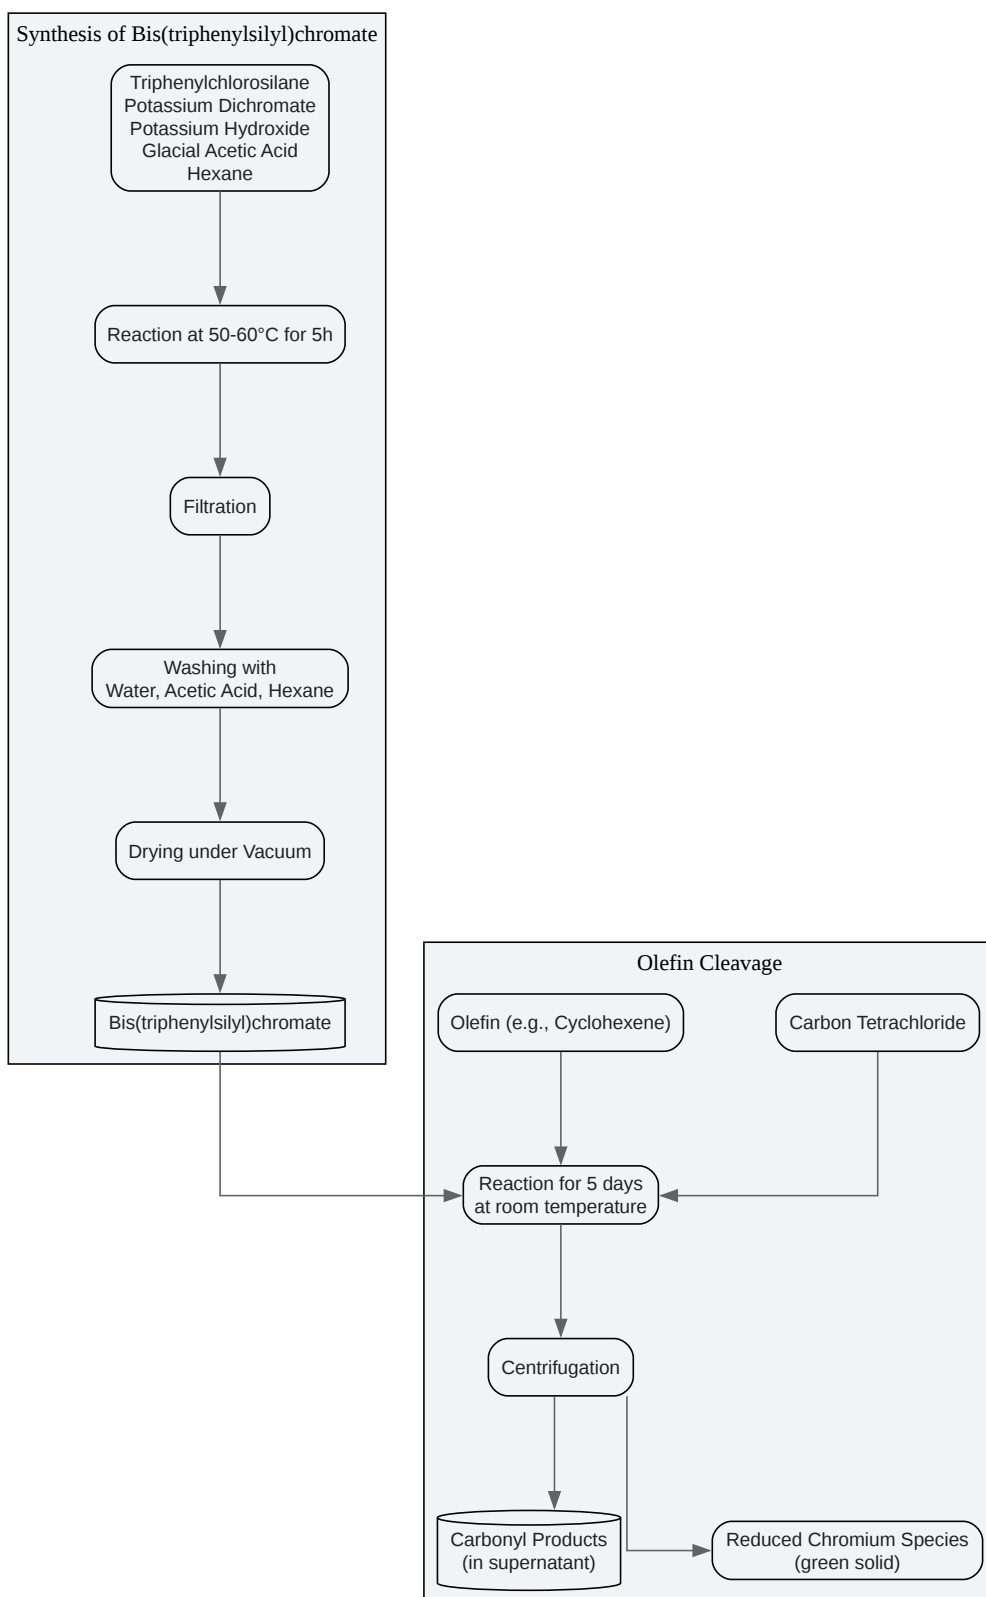 Synthesis of Bis(triphenylsilyl)chromate
Triphenylchlorosilane
Potassium Dichromate
Potassium Hydroxide
Glacial Acetic Acid
Hexane
Reaction at 50-60°C for 5h
Filtration
Washing with
Water, Acetic Acid, Hexane
Drying under Vacuum
Bis(triphenylsilyl)chromate
Olefin Cleavage
Olefin (e.g., Cyclohexene)
Carbon Tetrachloride
Reaction for 5 days
at room temperature
Centrifugation
Carbonyl Products
(in supernatant)
Reduced Chromium Species
(green solid)